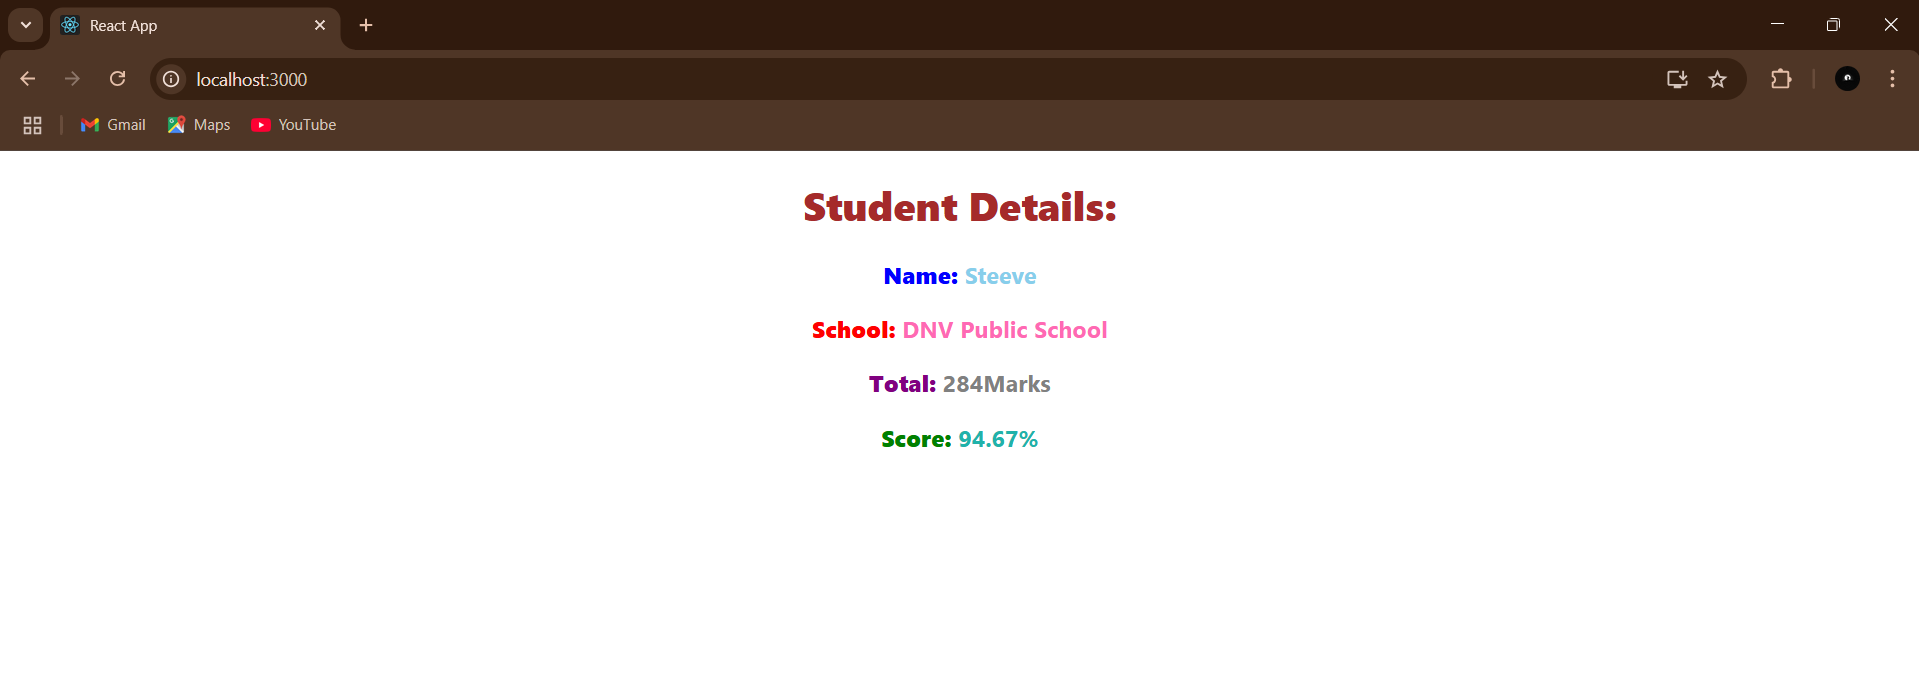 React App
localhost:3000
Gmail Maps YouTube
Student Details:
Name: Steeve
School: DNV Public School
Total: 284Marks
Score: 94.67%